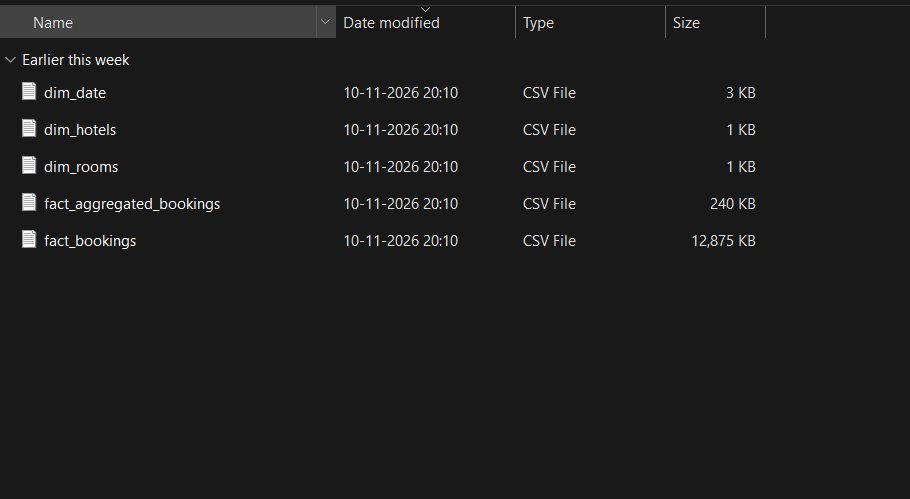 Name Date modified Type Size
Earlier this week
dim_date 10-11-2026 20:10 CSV File 3 KB
dim_hotels 10-11-2026 20:10 CSV File 1 KB
dim_rooms 10-11-2026 20:10 CSV File 1 KB
fact_aggregated_bookings 10-11-2026 20:10 CSV File 240 KB
fact_bookings 10-11-2026 20:10 CSV File 12,875 KB